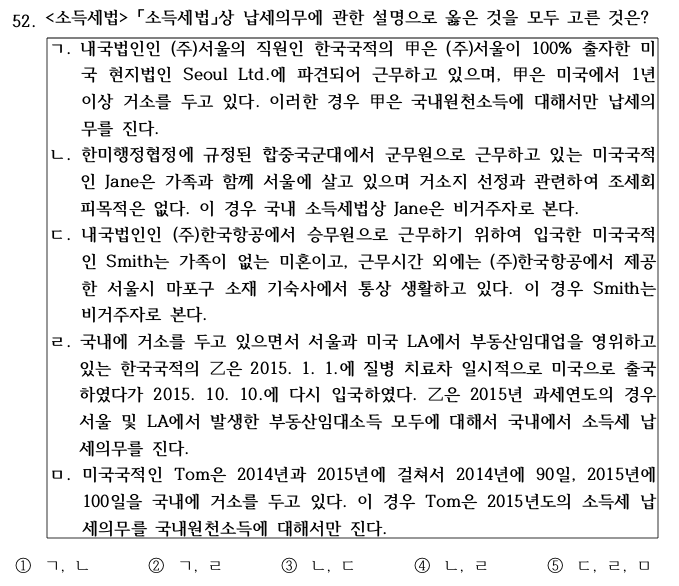 52. <소득세법> 「소득세법」상 납세의무에 관한 설명으로 옳은 것을 모두 고른 것은?
ㄱ. 내국법인인 (주)서울의 직원인 한국국적의 甲은 (주)서울이 100% 출자한 미
국 현지법인 Seoul Ltd.에 파견되어 근무하고 있으며, 甲은 미국에서 1년
이상 거소를 두고 있다. 이러한 경우 甲은 국내원천소득에 대해서만 납세의
무를 진다.
ㄴ. 한미행정협정에 규정된 합중국군대에서 군무원으로 근무하고 있는 미국국적
인 Jane은 가족과 함께 서울에 살고 있으며 거소지 선정과 관련하여 조세회
피목적은 없다. 이 경우 국내 소득세법상 Jane은 비거주자로 본다.
ㄷ. 내국법인인 (주)한국항공에서 승무원으로 근무하기 위하여 입국한 미국국적
인 Smith는 가족이 없는 미혼이고, 근무시간 외에는 (주)한국항공에서 제공
한 서울시 마포구 소재 기숙사에서 통상 생활하고 있다. 이 경우 Smith는
비거주자로 본다.
ㄹ. 국내에 거소를 두고 있으면서 서울과 미국 LA에서 부동산임대업을 영위하고
있는 한국국적의 乙은 2015. 1. 1.에 질병 치료차 일시적으로 미국으로 출국
하였다가 2015. 10. 10.에 다시 입국하였다. 乙은 2015년 과세연도의 경우
서울 및 LA에서 발생한 부동산임대소득 모두에 대해서 국내에서 소득세 납
세의무를 진다.
ㅁ. 미국국적인 Tom은 2014년과 2015년에 걸쳐서 2014년에 90일, 2015년에
100일을 국내에 거소를 두고 있다. 이 경우 Tom은 2015년도의 소득세 납
세의무를 국내원천소득에 대해서만 진다.
① ㄱ, ㄴ ② ㄱ, ㄹ ③ ㄴ, ㄷ ④ ㄴ, ㄹ ⑤ ㄷ, ㄹ, ㅁ